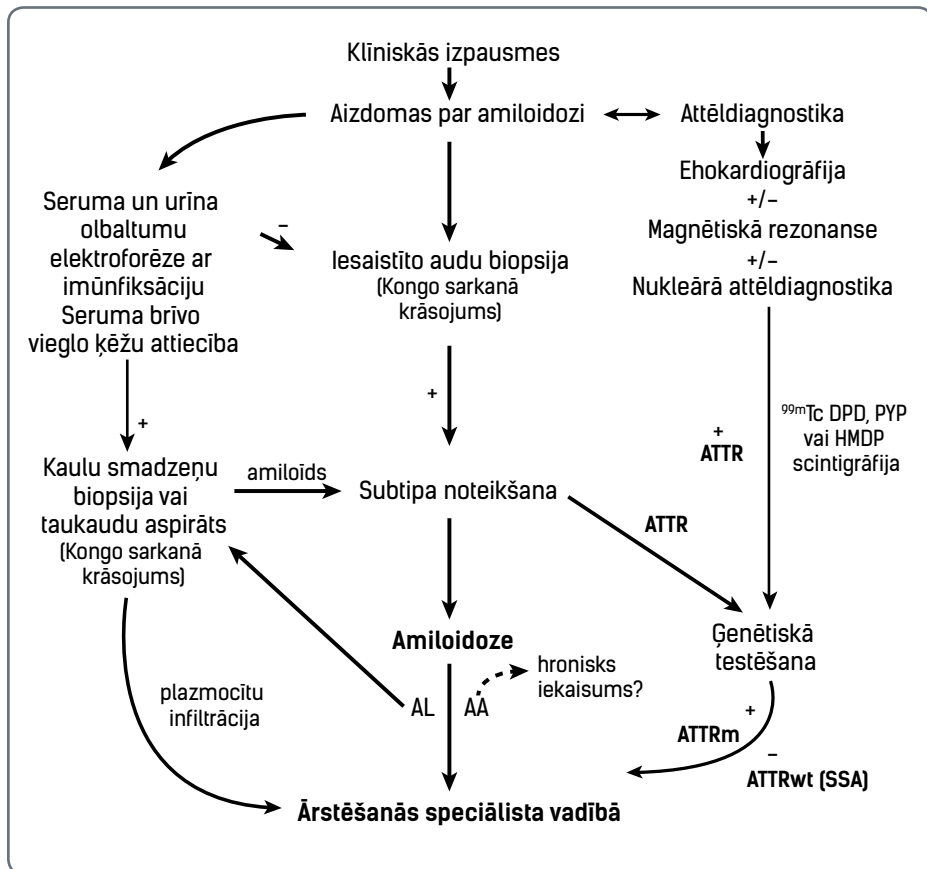 Klīniskās izpausmes
Aizdomas par amiloidozi
Attēldiagnostika
Seruma un urīna
olbaltumu
elektroforēze ar
imūnfiksāciju
Seruma brīvo
vieglo ķēžu attiecība
–
Iesaistīto audu biopsija
(Kongo sarkanā
krāsojums)
Ehokardiogrāfija
+/–
Magnētiskā rezonanse
+/–
Nukleārā attēldiagnostika
+
+
+
ATTR
99mTc DPD, PYP
vai HMDP
scintigrāfija
Kaulu smadzeņu
biopsija vai
taukaudu aspirāts
(Kongo sarkanā
krāsojums)
amiloīds
Subtipa noteikšana
ATTR
Amiloidoze
Ģenētiskā
testēšana
plazmocītu
infiltrācija
AL
AA
hronisks
iekaisums?
+
ATTRm
–
ATTRwt (SSA)
Ārstēšanās speciālista vadībā